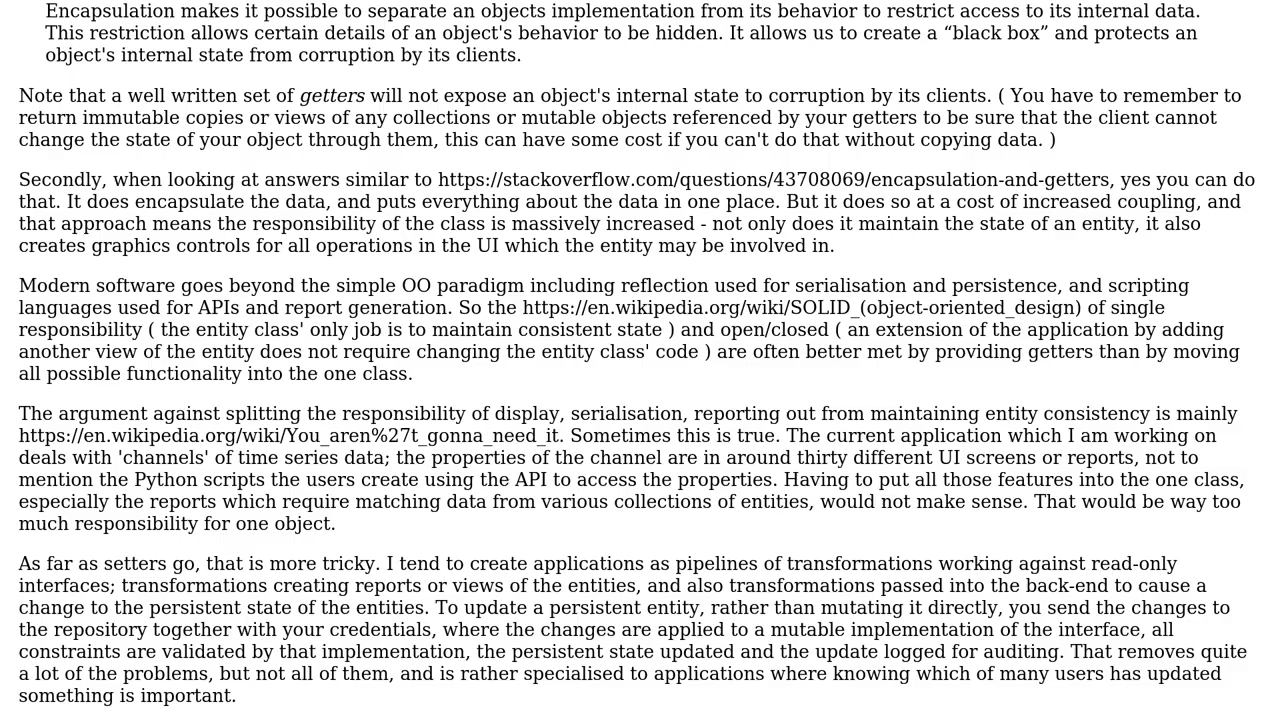 Encapsulation makes it possible to separate an objects implementation from its behavior to restrict access to its internal data.
This restriction allows certain details of an object's behavior to be hidden. It allows us to create a “black box” and protects an
object's internal state from corruption by its clients.
Note that a well written set of getters will not expose an object's internal state to corruption by its clients. ( You have to remember to
return immutable copies or views of any collections or mutable objects referenced by your getters to be sure that the client cannot
change the state of your object through them, this can have some cost if you can't do that without copying data. )
Secondly, when looking at answers similar to https://stackoverflow.com/questions/43708069/encapsulation-and-getters, yes you can do
that. It does encapsulate the data, and puts everything about the data in one place. But it does so at a cost of increased coupling, and
that approach means the responsibility of the class is massively increased - not only does it maintain the state of an entity, it also
creates graphics controls for all operations in the UI which the entity may be involved in.
Modern software goes beyond the simple OO paradigm including reflection used for serialisation and persistence, and scripting
languages used for APIs and report generation. So the https://en.wikipedia.org/wiki/SOLID_(object-oriented_design) of single
responsibility ( the entity class' only job is to maintain consistent state ) and open/closed ( an extension of the application by adding
another view of the entity does not require changing the entity class' code ) are often better met by providing getters than by moving
all possible functionality into the one class.
The argument against splitting the responsibility of display, serialisation, reporting out from maintaining entity consistency is mainly
https://en.wikipedia.org/wiki/You_aren%27t_gonna_need_it. Sometimes this is true. The current application which I am working on
deals with 'channels' of time series data; the properties of the channel are in around thirty different UI screens or reports, not to
mention the Python scripts the users create using the API to access the properties. Having to put all those features into the one class,
especially the reports which require matching data from various collections of entities, would not make sense. That would be way too
much responsibility for one object.
As far as setters go, that is more tricky. I tend to create applications as pipelines of transformations working against read-only
interfaces; transformations creating reports or views of the entities, and also transformations passed into the back-end to cause a
change to the persistent state of the entities. To update a persistent entity, rather than mutating it directly, you send the changes to
the repository together with your credentials, where the changes are applied to a mutable implementation of the interface, all
constraints are validated by that implementation, the persistent state updated and the update logged for auditing. That removes quite
a lot of the problems, but not all of them, and is rather specialised to applications where knowing which of many users has updated
something is important.